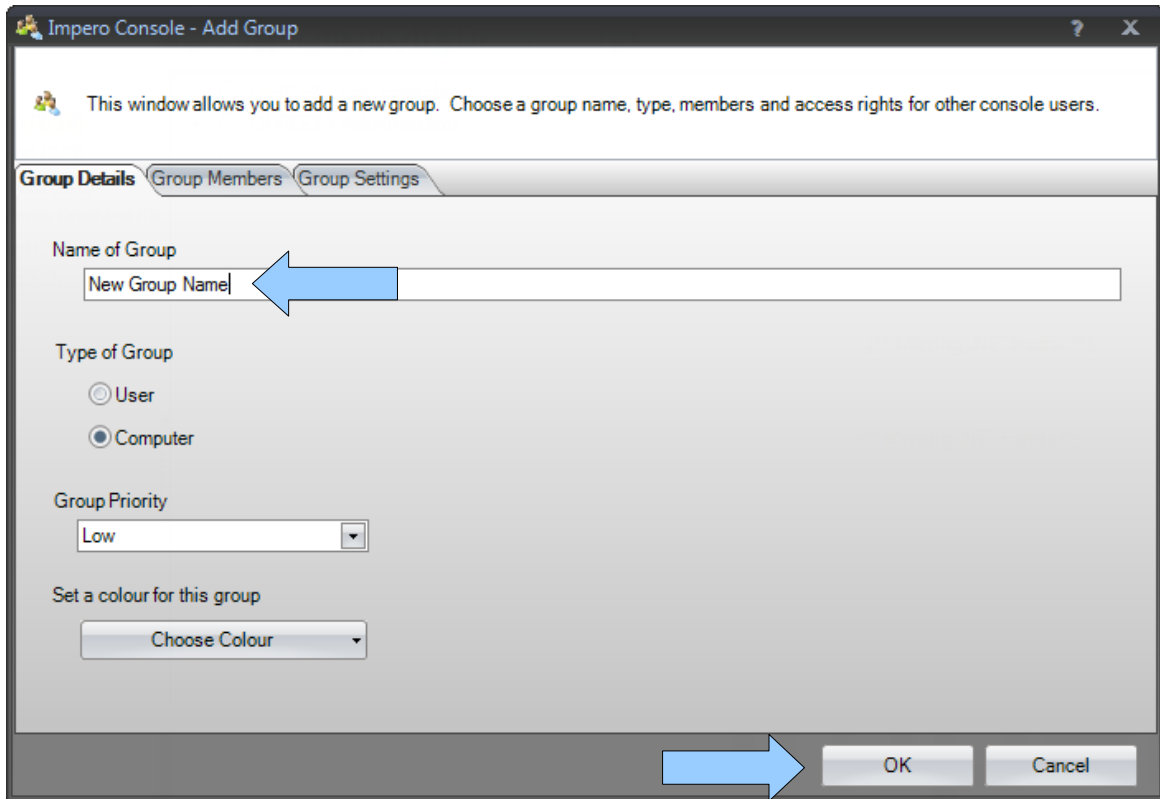 Impero Console - Add Group
? X
This window allows you to add a new group. Choose a group name, type, members and access rights for other console users.
Group Details Group Members Group Settings
Name of Group
New Group Name
Type of Group
User
Computer
Group Priority
Low
Set a colour for this group
Choose Colour
OK Cancel